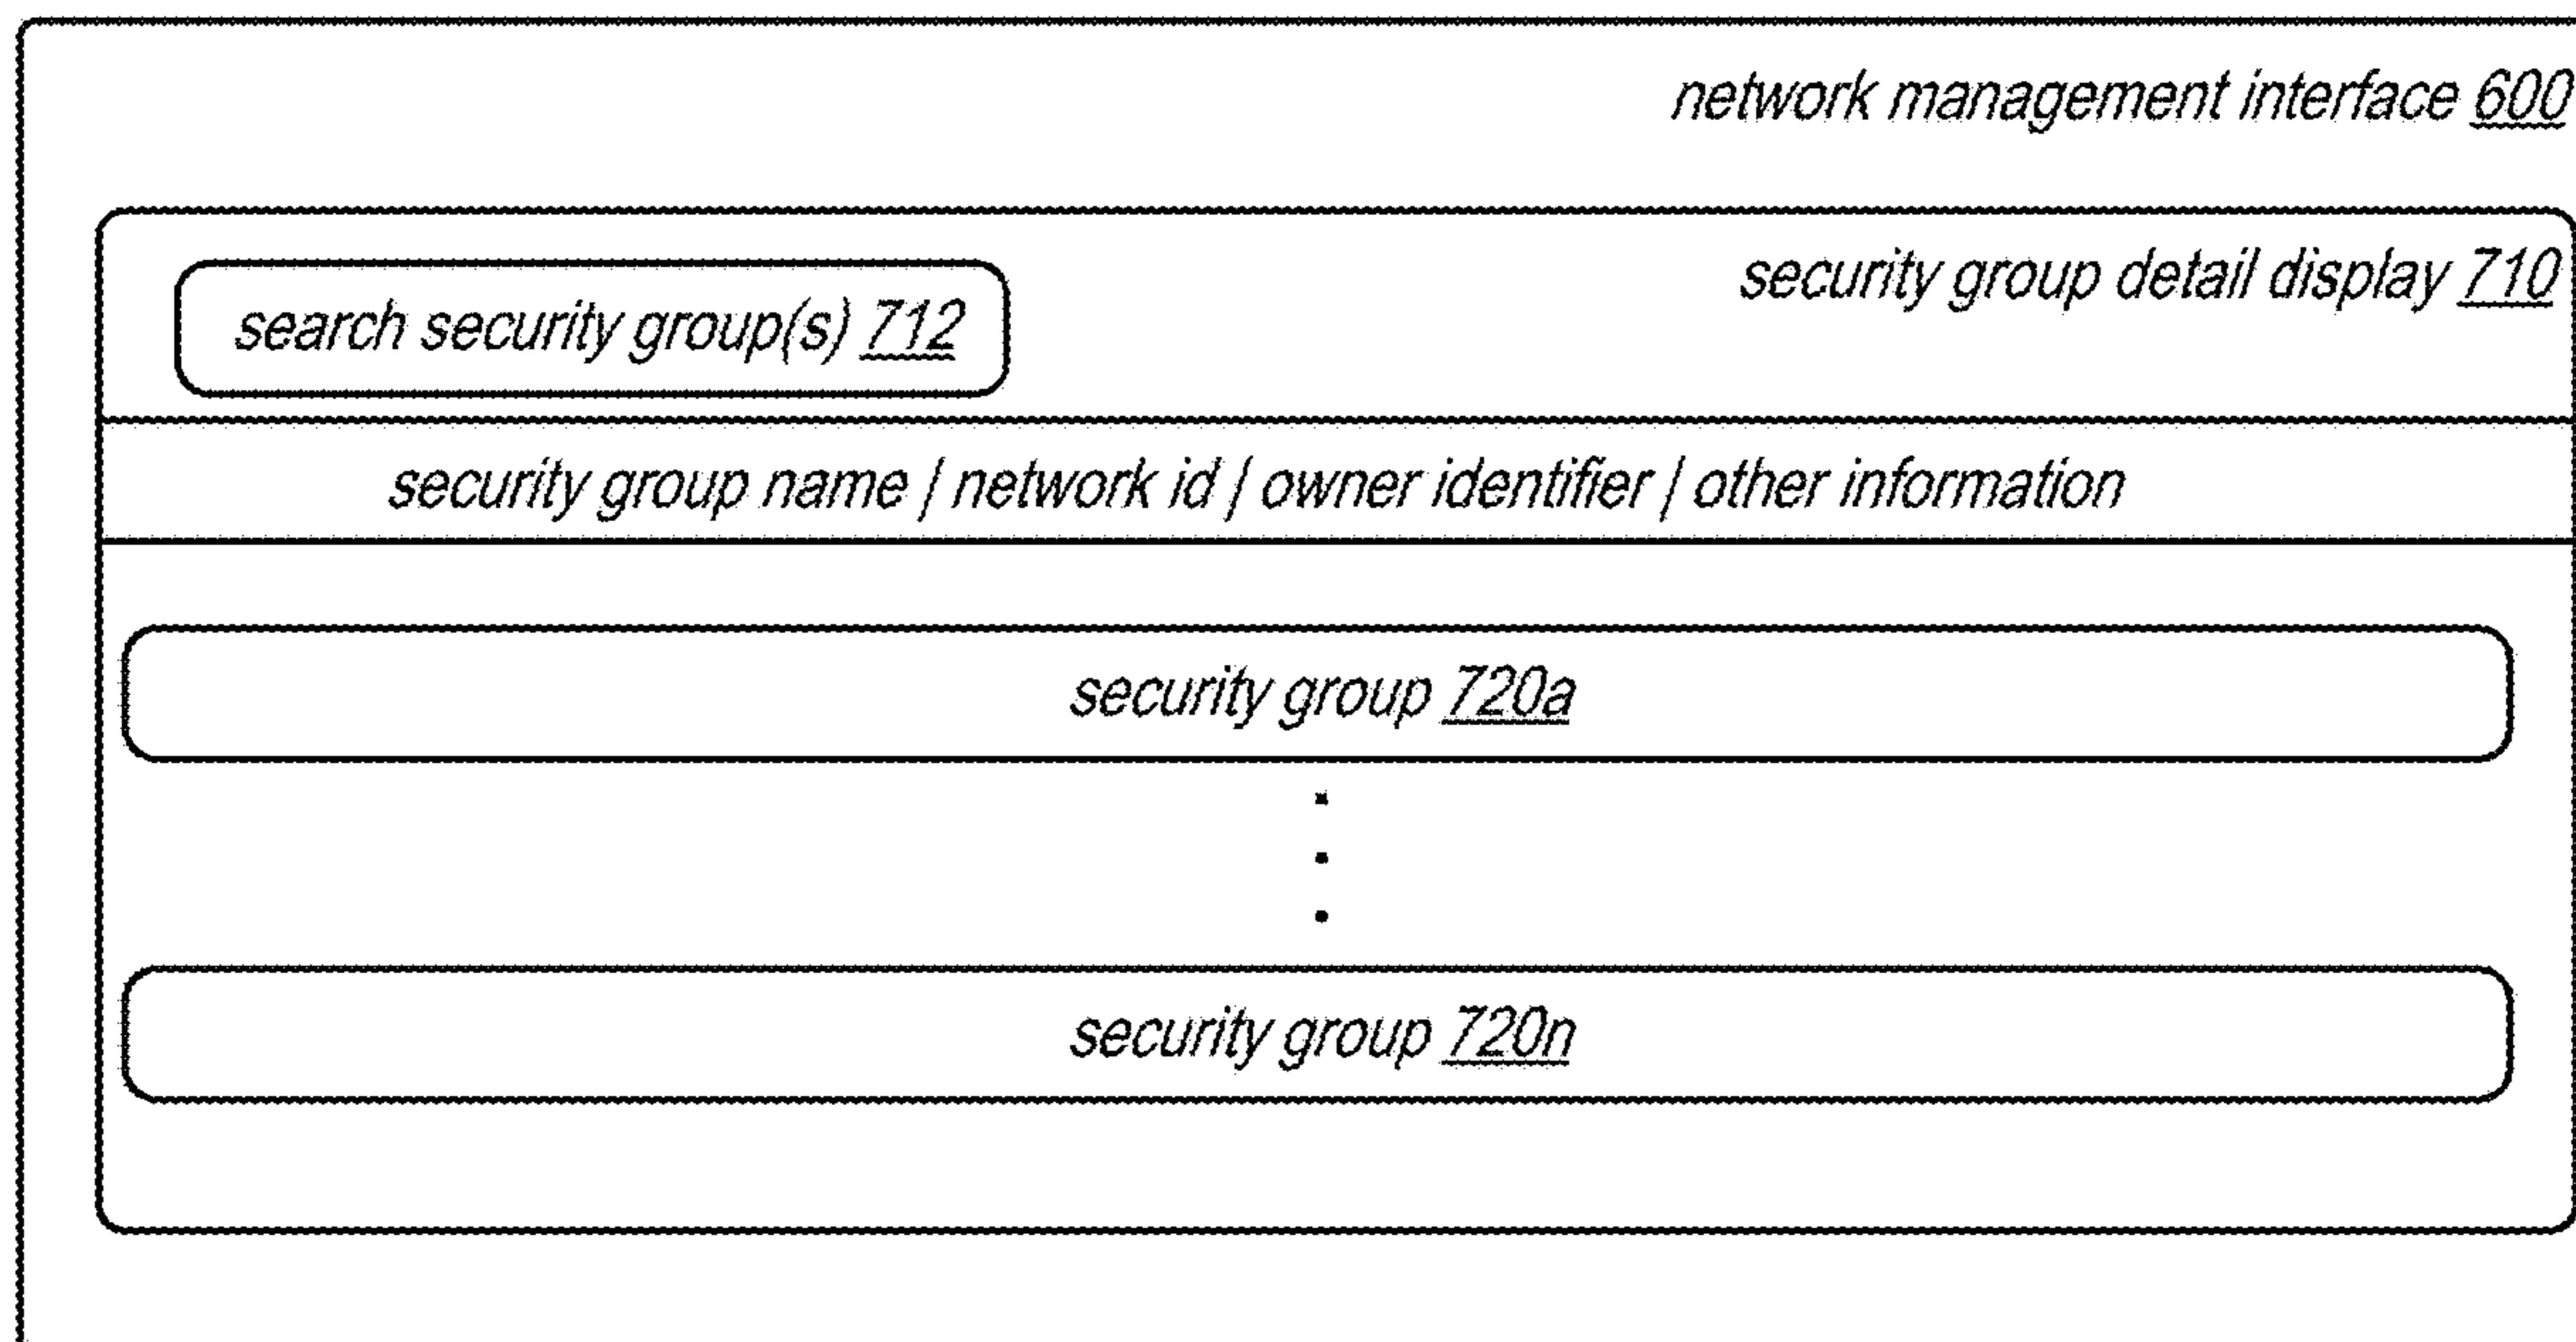 network management interface 600
security group detail display 710
search security group(s) 712
security group name | network id | owner identifier | other information
security group 720a
security group 720n